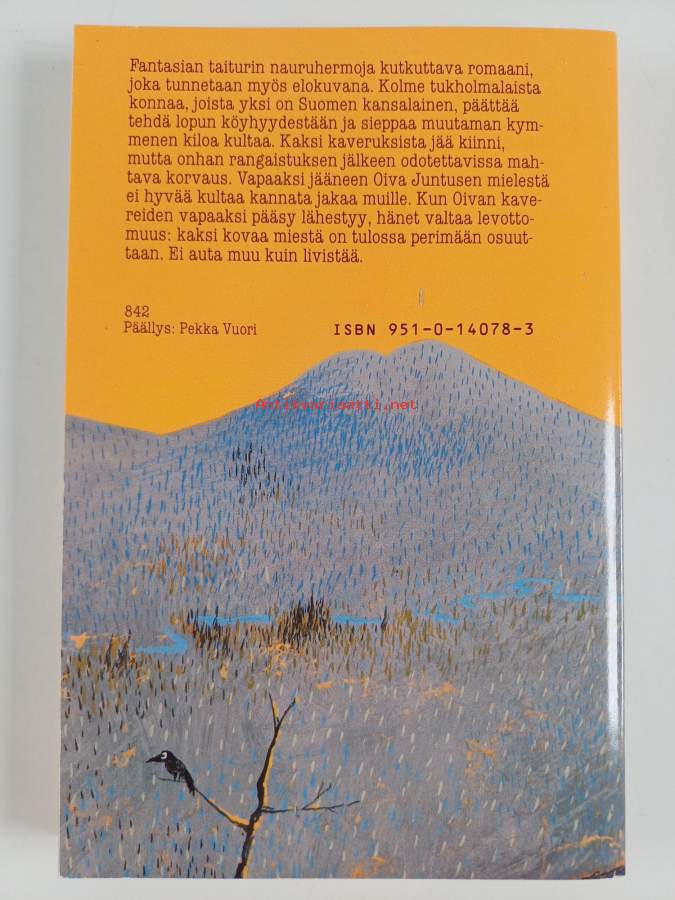 Fantasian taiturin nauruhermoja kutkuttava romaani,
joka tunnetaan myös elokuvana. Kolme tukholmalaista
konnaa, joista yksi on Suomen kansalainen, päättää
tehdä lopun köyhyydestään ja sieppaa muutaman kym-
menen kiloa kultaa. Kaksi kaveruksista jää kiinni,
mutta onhan rangaistuksen jälkeen odotettavissa mah-
tava korvaus. Vapaaksi jääneen Oiva Juntusen mielestä
ei hyvää kultaa kannata jakaa muille. Kun Oivan kave-
reiden vapaaksi pääsy lähestyy, hänet valtaa levotto-
muus: kaksi kovaa miestä on tulossa perimään osuut-
taan. Ei auta muu kuin livistää.
842
Päällys: Pekka Vuori
ISBN 951-0-14078-3
Antikvariaatti.net